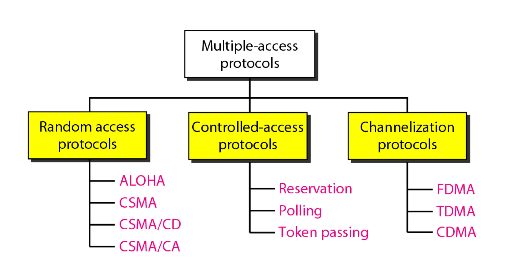 Multiple-access
protocols
Random access
protocols
Controlled-access
protocols
Channelization
protocols
ALOHA
CSMA
CSMA/CD
CSMA/CA
Reservation
Polling
Token passing
FDMA
TDMA
CDMA